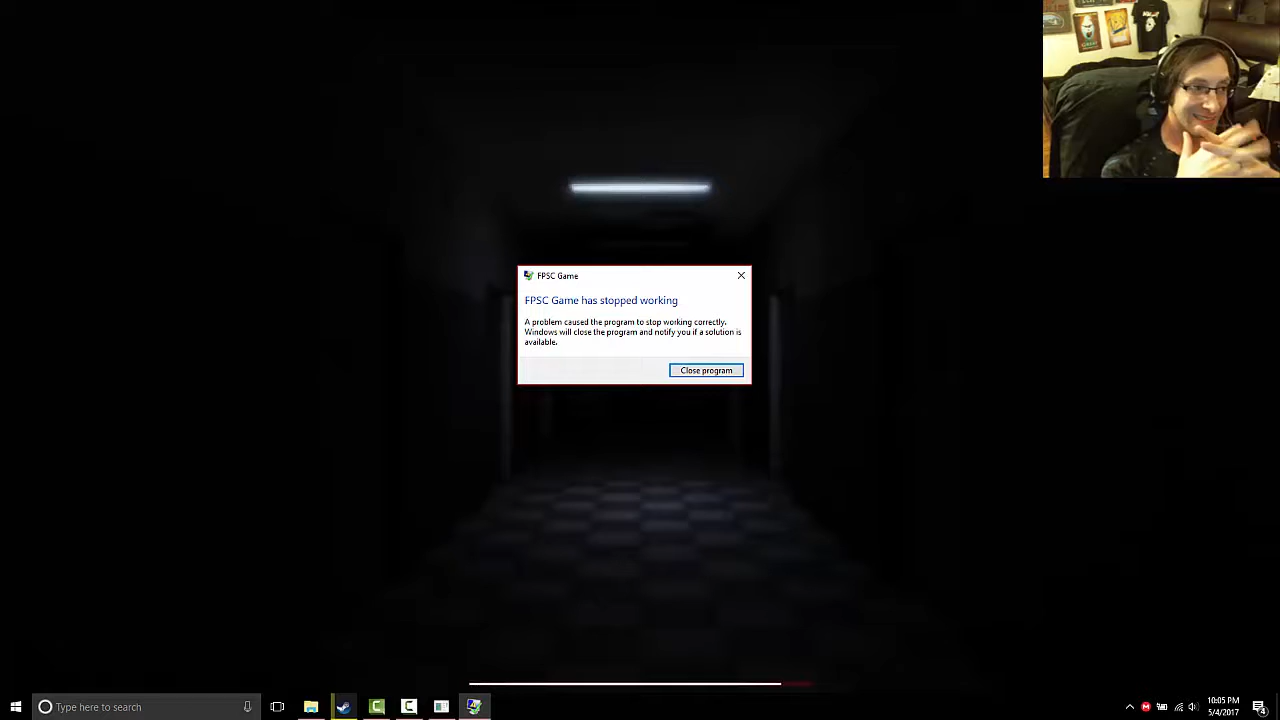 FPSC Game
FPSC Game has stopped working
A problem caused the program to stop working correctly.
Windows will close the program and notify you if a solution is
available.
Close program
Type here to search
10:05 PM
5/4/2017
4